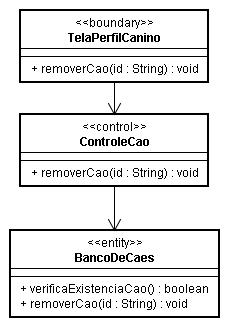 <<boundary>>
TelaPerfilCanino
+ removerCao(id : String) : void
<<control>>
ControleCao
+ removerCao(id : String) : void
<<entity>>
BancoDeCaes
+ verificaExistenciaCao() : boolean
+ removerCao(id : String) : void